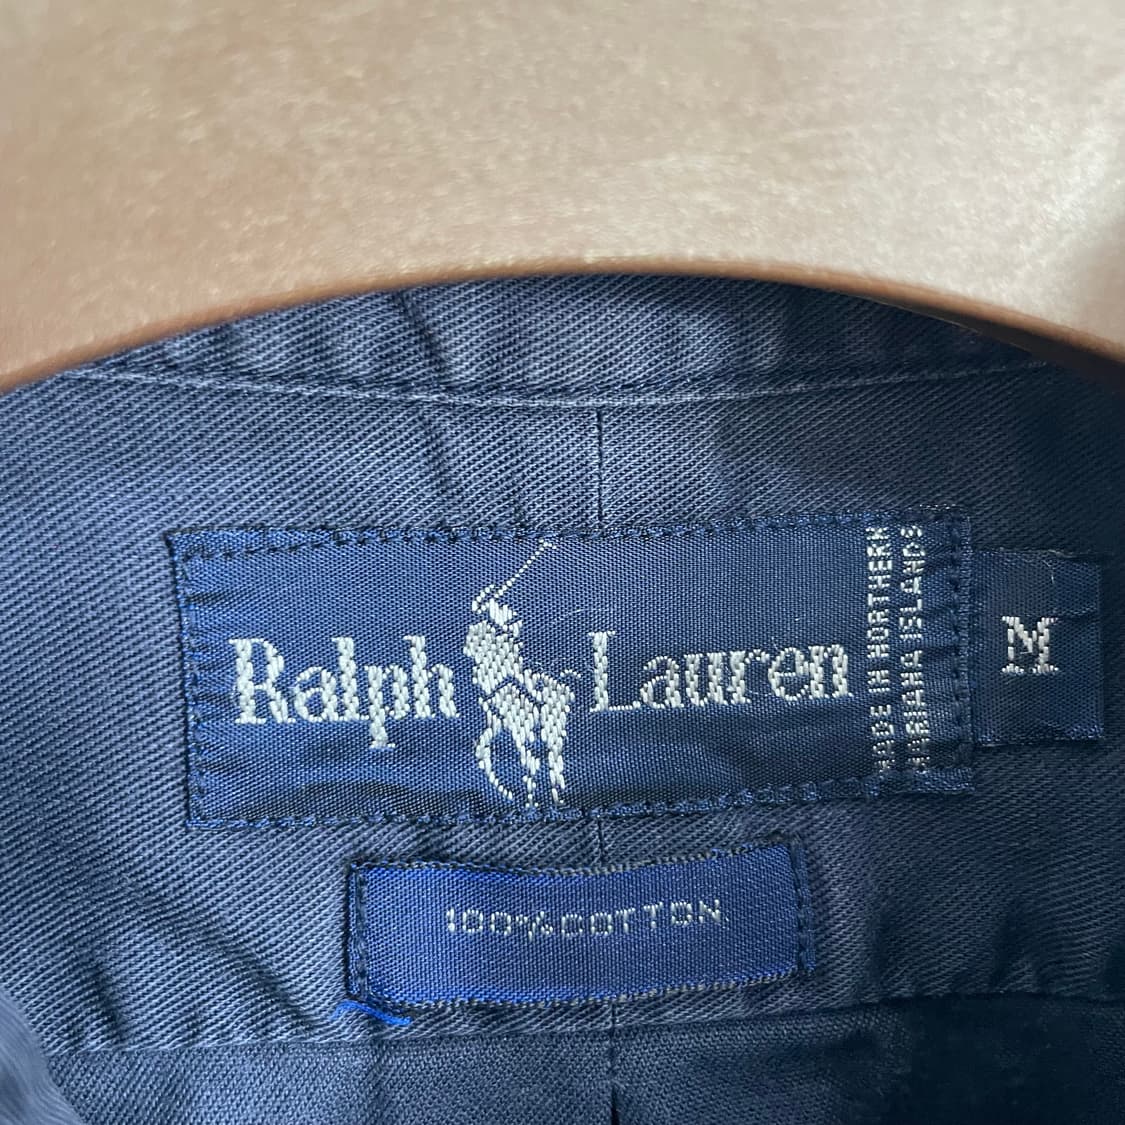 Ralph Lauren
MADE IN NORTHERN
MARIANA ISLANDS
M
100% COTTON